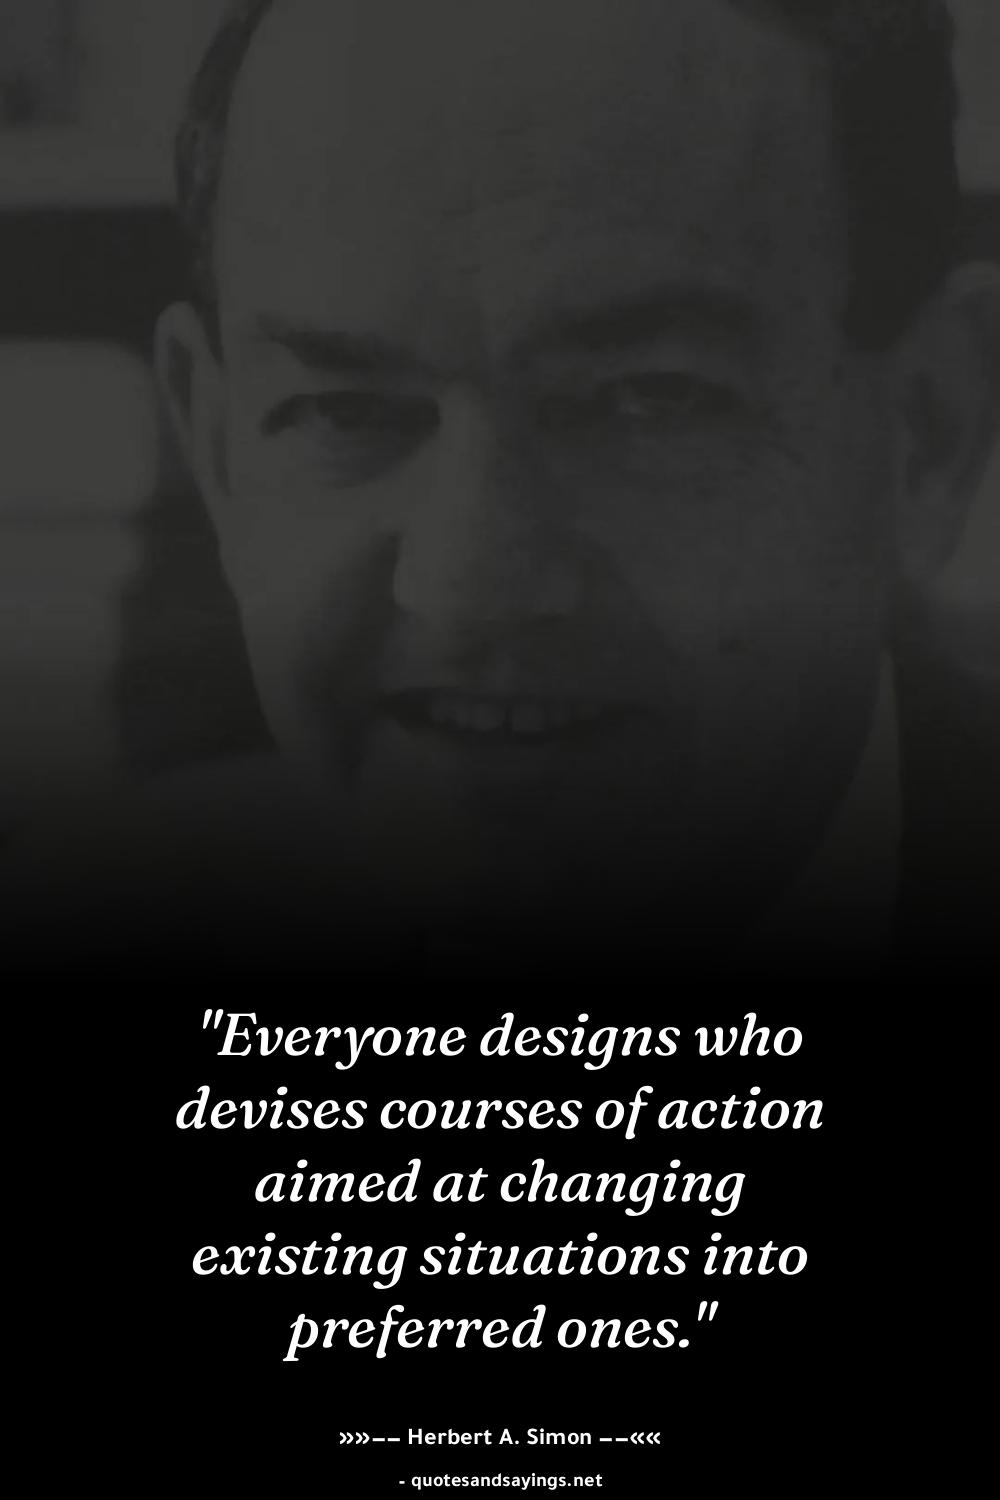 "Everyone designs who
devises courses of action
aimed at changing
existing situations into
preferred ones."
»»–– Herbert A. Simon ––««
- quotesandsayings.net